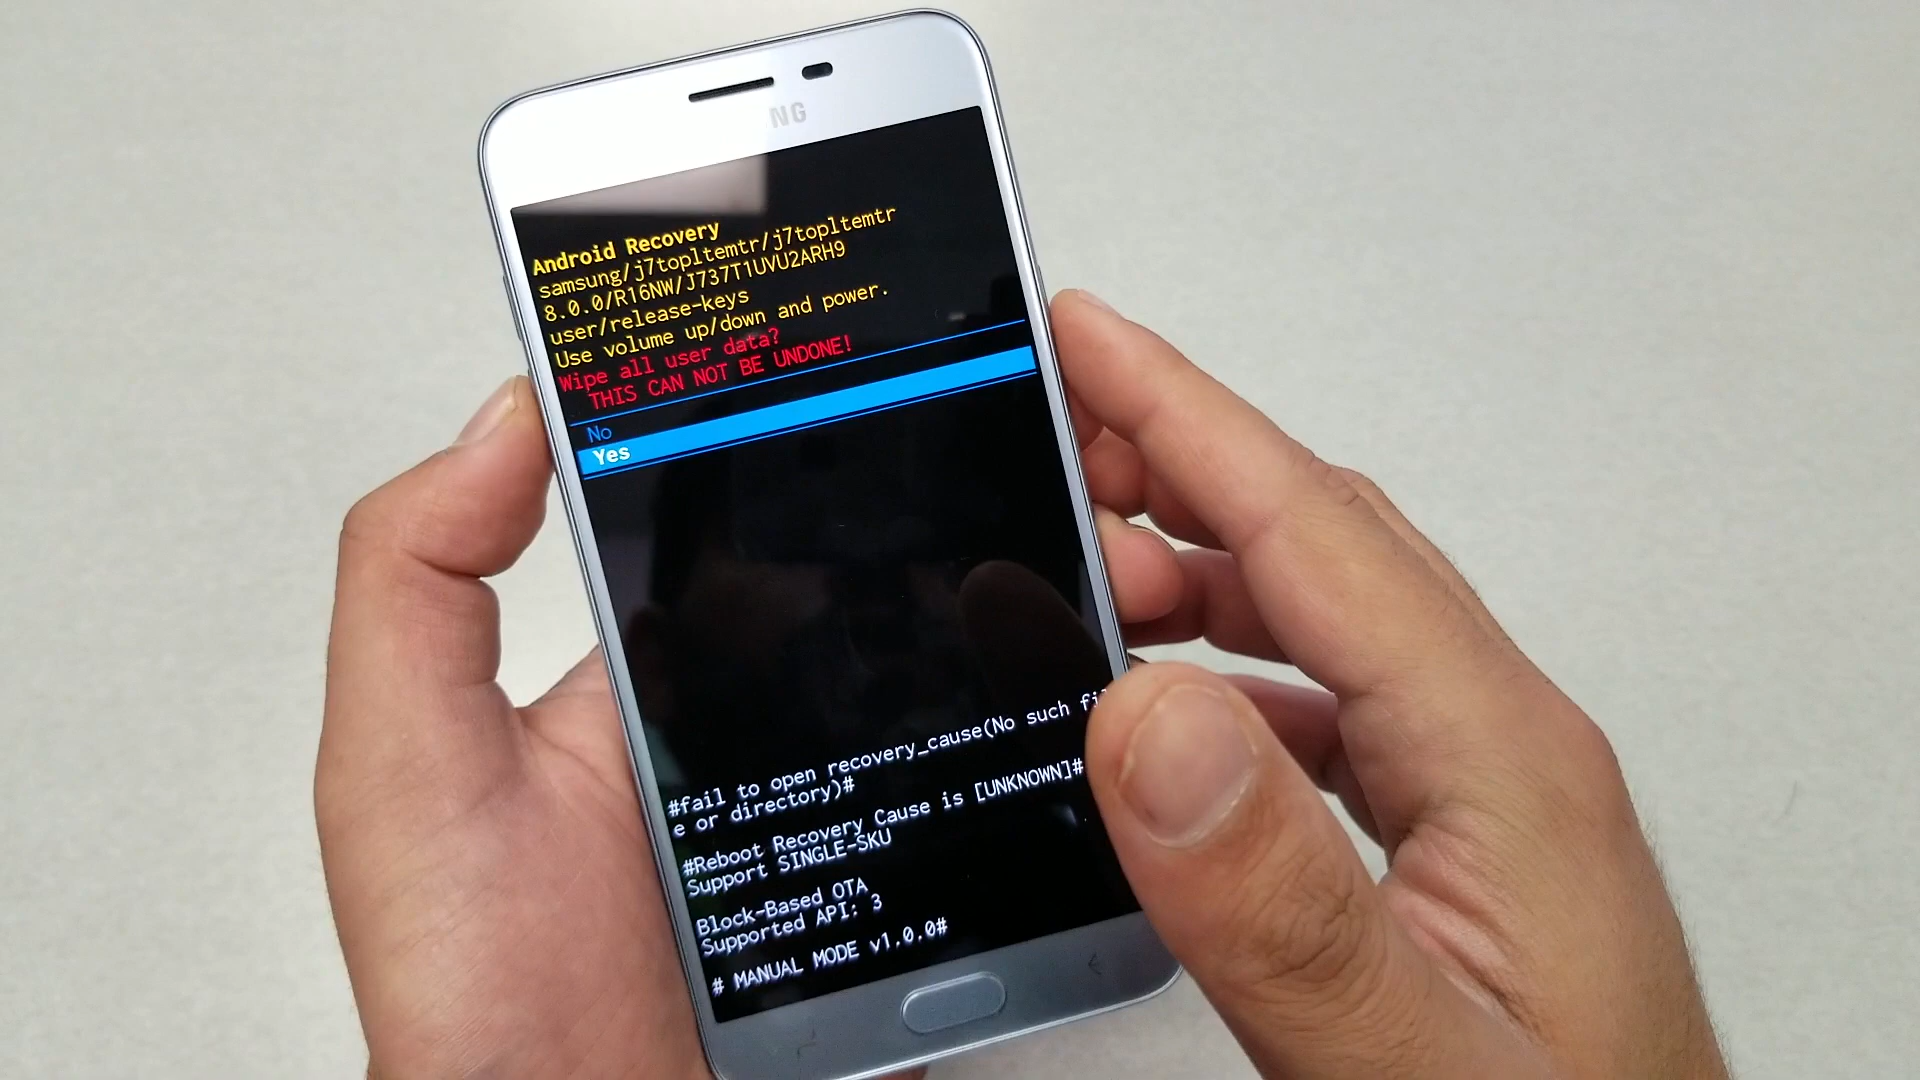 NG
Android Recovery
samsung/j7topltemtr/j7topltemtr
8.0.0/R16NW/J737T1UVU2ARH9
user/release-keys
Use volume up/down and power.
Wipe all user data?
THIS CAN NOT BE UNDONE!
No
Yes
#fail to open recovery_cause(No such fil
e or directory)#
#Reboot Recovery Cause is [UNKNOWN]#
Support SINGLE-SKU
Block-Based OTA
Supported API: 3
# MANUAL MODE v1.0.0#